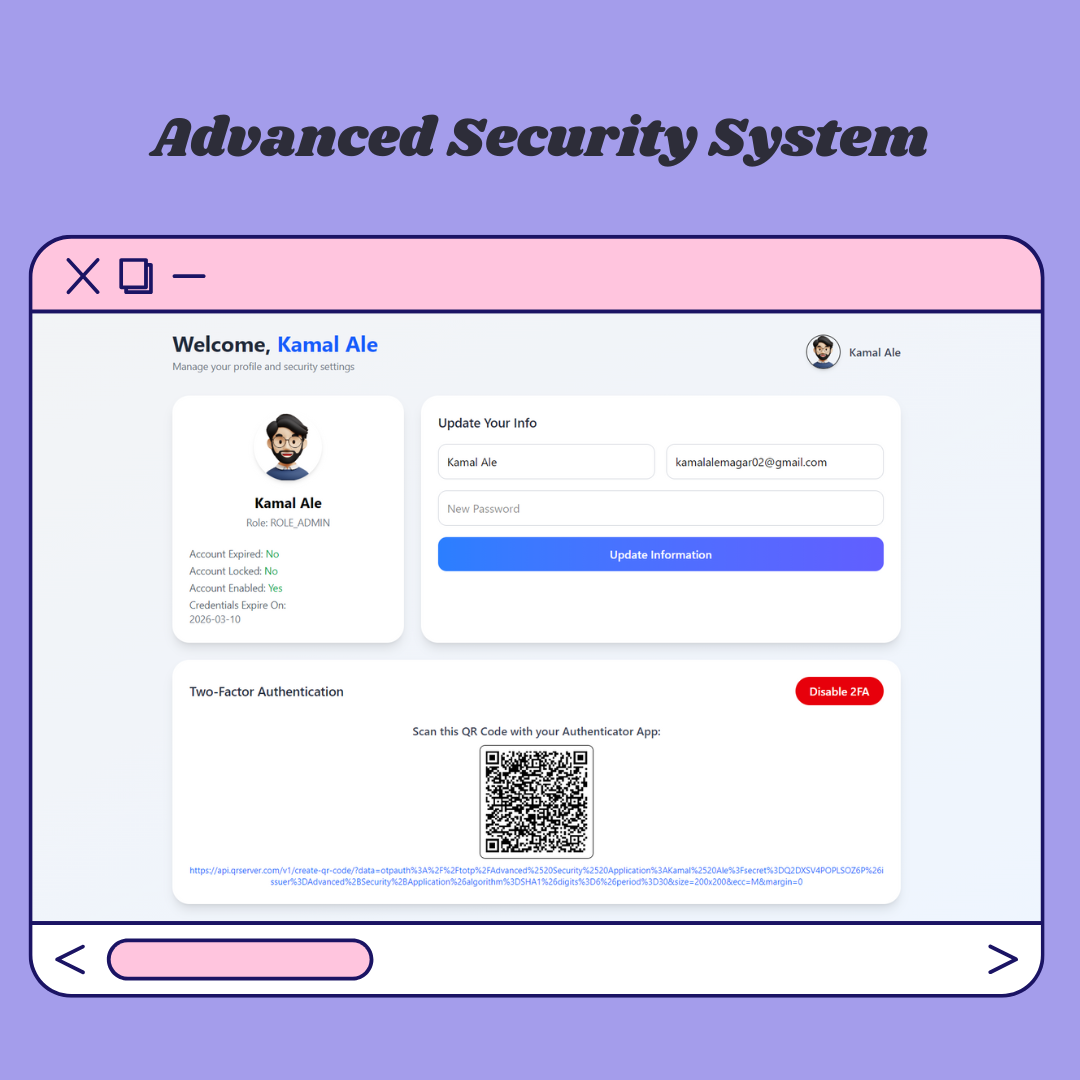 Advanced Security System
Welcome, Kamal Ale
Manage your profile and security settings
Kamal Ale
Kamal Ale
Role: ROLE_ADMIN
Account Expired: No
Account Locked: No
Account Enabled: Yes
Credentials Expire On:
2026-03-10
Update Your Info
Kamal Ale
kamalalemagar02@gmail.com
New Password
Update Information
Two-Factor Authentication
Disable 2FA
Scan this QR Code with your Authenticator App:
https://api.qrserver.com/v1/create-qr-code/?data=otpauth%3A%2F%2Ftotp%2FAdvanced%2520Security%2520Application%3AKamal%2520Ale%3Fsecret%3DQ2DXSV4POPLSOZ6P%26i
ssuer%3DAdvanced%2BSecurity%2BApplication%26algorithm%3DSHA1%26digits%3D6%26period%3D30&size=200x200&ecc=M&margin=0